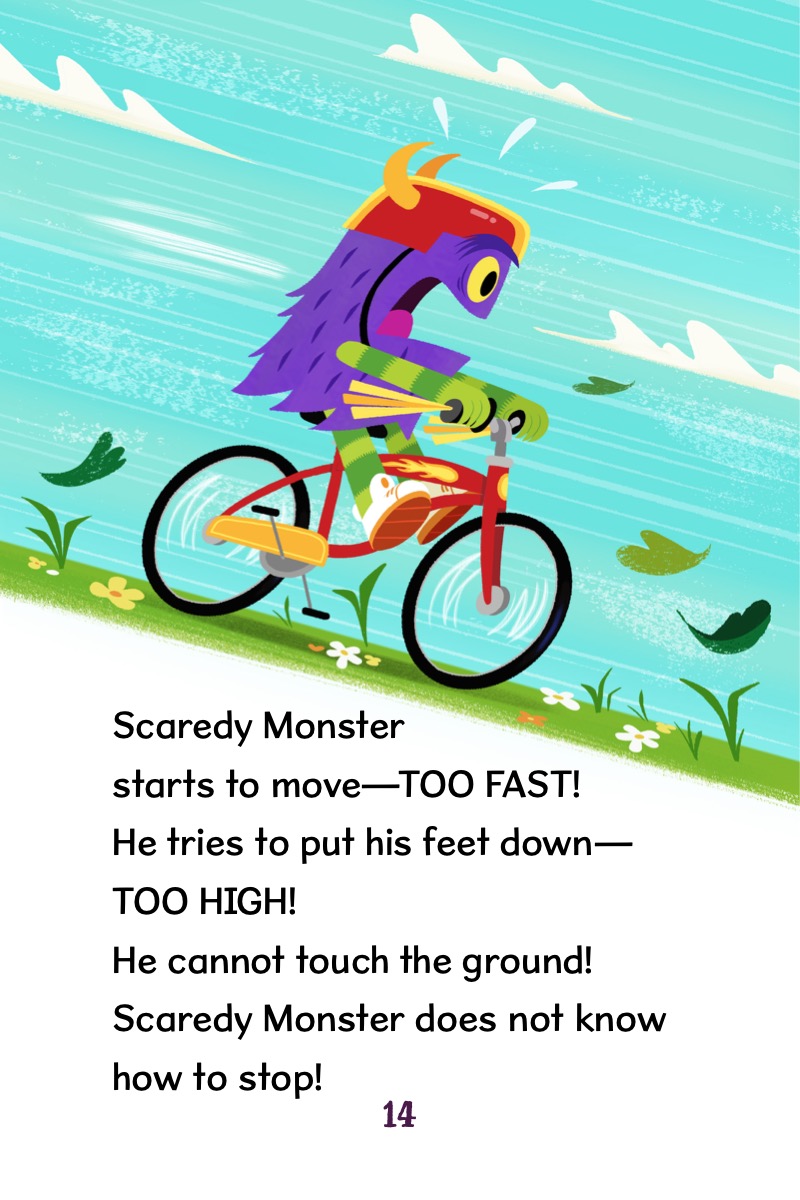 Scaredy Monster
starts to move—TOO FAST!
He tries to put his feet down—
TOO HIGH!
He cannot touch the ground!
Scaredy Monster does not know
how to stop!
14